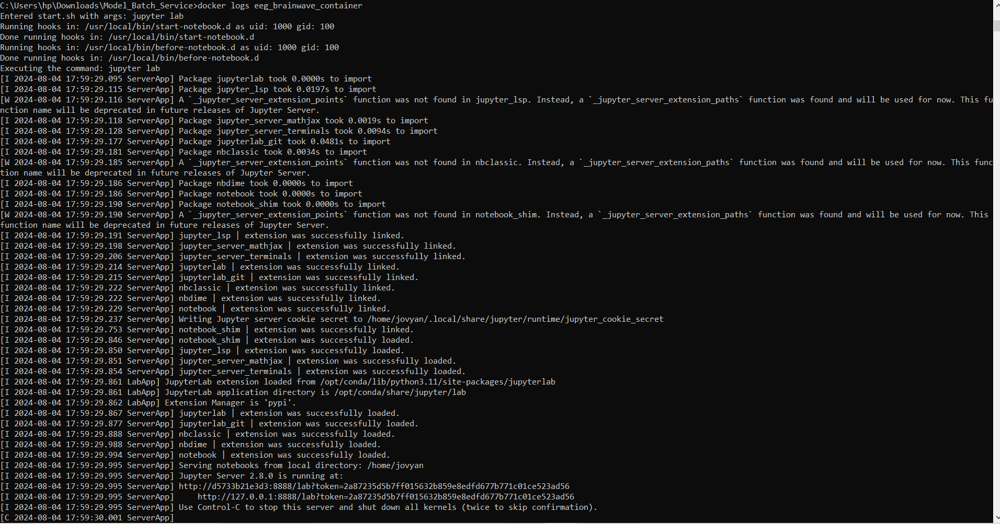 C:\Users\hp\Downloads\Model_Batch_Service>docker logs eeg_brainwave_container
Entered start.sh with args: jupyter lab
Running hooks in: /usr/local/bin/start-notebook.d as uid: 1000 gid: 100
Done running hooks in: /usr/local/bin/start-notebook.d
Running hooks in: /usr/local/bin/before-notebook.d as uid: 1000 gid: 100
Done running hooks in: /usr/local/bin/before-notebook.d
Executing the command: jupyter lab
[I 2024-08-04 17:59:29.095 ServerApp] Package jupyterlab took 0.0000s to import
[I 2024-08-04 17:59:29.115 ServerApp] Package jupyter_lsp took 0.0197s to import
[W 2024-08-04 17:59:29.116 ServerApp] A `_jupyter_server_extension_points` function was not found in jupyter_lsp. Instead, a `_jupyter_server_extension_paths` function was found and will be used for now. This fu
nction name will be deprecated in future releases of Jupyter Server.
[I 2024-08-04 17:59:29.118 ServerApp] Package jupyter_server_mathjax took 0.0019s to import
[I 2024-08-04 17:59:29.128 ServerApp] Package jupyter_server_terminals took 0.0094s to import
[I 2024-08-04 17:59:29.177 ServerApp] Package jupyterlab_git took 0.0481s to import
[I 2024-08-04 17:59:29.181 ServerApp] Package nbclassic took 0.0034s to import
[W 2024-08-04 17:59:29.185 ServerApp] A `_jupyter_server_extension_points` function was not found in nbclassic. Instead, a `_jupyter_server_extension_paths` function was found and will be used for now. This func
tion name will be deprecated in future releases of Jupyter Server.
[I 2024-08-04 17:59:29.186 ServerApp] Package nbdime took 0.0000s to import
[I 2024-08-04 17:59:29.186 ServerApp] Package notebook took 0.0000s to import
[I 2024-08-04 17:59:29.190 ServerApp] Package notebook_shim took 0.0000s to import
[W 2024-08-04 17:59:29.190 ServerApp] A `_jupyter_server_extension_points` function was not found in notebook_shim. Instead, a `_jupyter_server_extension_paths` function was found and will be used for now. This
function name will be deprecated in future releases of Jupyter Server.
[I 2024-08-04 17:59:29.191 ServerApp] jupyter_lsp | extension was successfully linked.
[I 2024-08-04 17:59:29.198 ServerApp] jupyter_server_mathjax | extension was successfully linked.
[I 2024-08-04 17:59:29.206 ServerApp] jupyter_server_terminals | extension was successfully linked.
[I 2024-08-04 17:59:29.214 ServerApp] jupyterlab | extension was successfully linked.
[I 2024-08-04 17:59:29.215 ServerApp] jupyterlab_git | extension was successfully linked.
[I 2024-08-04 17:59:29.222 ServerApp] nbclassic | extension was successfully linked.
[I 2024-08-04 17:59:29.222 ServerApp] nbdime | extension was successfully linked.
[I 2024-08-04 17:59:29.229 ServerApp] notebook | extension was successfully linked.
[I 2024-08-04 17:59:29.237 ServerApp] Writing Jupyter server cookie secret to /home/jovyan/.local/share/jupyter/runtime/jupyter_cookie_secret
[I 2024-08-04 17:59:29.753 ServerApp] notebook_shim | extension was successfully linked.
[I 2024-08-04 17:59:29.846 ServerApp] notebook_shim | extension was successfully loaded.
[I 2024-08-04 17:59:29.850 ServerApp] jupyter_lsp | extension was successfully loaded.
[I 2024-08-04 17:59:29.851 ServerApp] jupyter_server_mathjax | extension was successfully loaded.
[I 2024-08-04 17:59:29.854 ServerApp] jupyter_server_terminals | extension was successfully loaded.
[I 2024-08-04 17:59:29.861 LabApp] JupyterLab extension loaded from /opt/conda/lib/python3.11/site-packages/jupyterlab
[I 2024-08-04 17:59:29.861 LabApp] JupyterLab application directory is /opt/conda/share/jupyter/lab
[I 2024-08-04 17:59:29.862 LabApp] Extension Manager is 'pypi'.
[I 2024-08-04 17:59:29.867 ServerApp] jupyterlab | extension was successfully loaded.
[I 2024-08-04 17:59:29.877 ServerApp] jupyterlab_git | extension was successfully loaded.
[I 2024-08-04 17:59:29.888 ServerApp] nbclassic | extension was successfully loaded.
[I 2024-08-04 17:59:29.988 ServerApp] nbdime | extension was successfully loaded.
[I 2024-08-04 17:59:29.994 ServerApp] notebook | extension was successfully loaded.
[I 2024-08-04 17:59:29.995 ServerApp] Serving notebooks from local directory: /home/jovyan
[I 2024-08-04 17:59:29.995 ServerApp] Jupyter Server 2.8.0 is running at:
[I 2024-08-04 17:59:29.995 ServerApp] http://d5733b21e3d3:8888/lab?token=2a87235d5b7ff015632b859e8edfd677b771c01ce523ad56
[I 2024-08-04 17:59:29.995 ServerApp]     http://127.0.0.1:8888/lab?token=2a87235d5b7ff015632b859e8edfd677b771c01ce523ad56
[I 2024-08-04 17:59:29.995 ServerApp] Use Control-C to stop this server and shut down all kernels (twice to skip confirmation).
[C 2024-08-04 17:59:30.001 ServerApp]